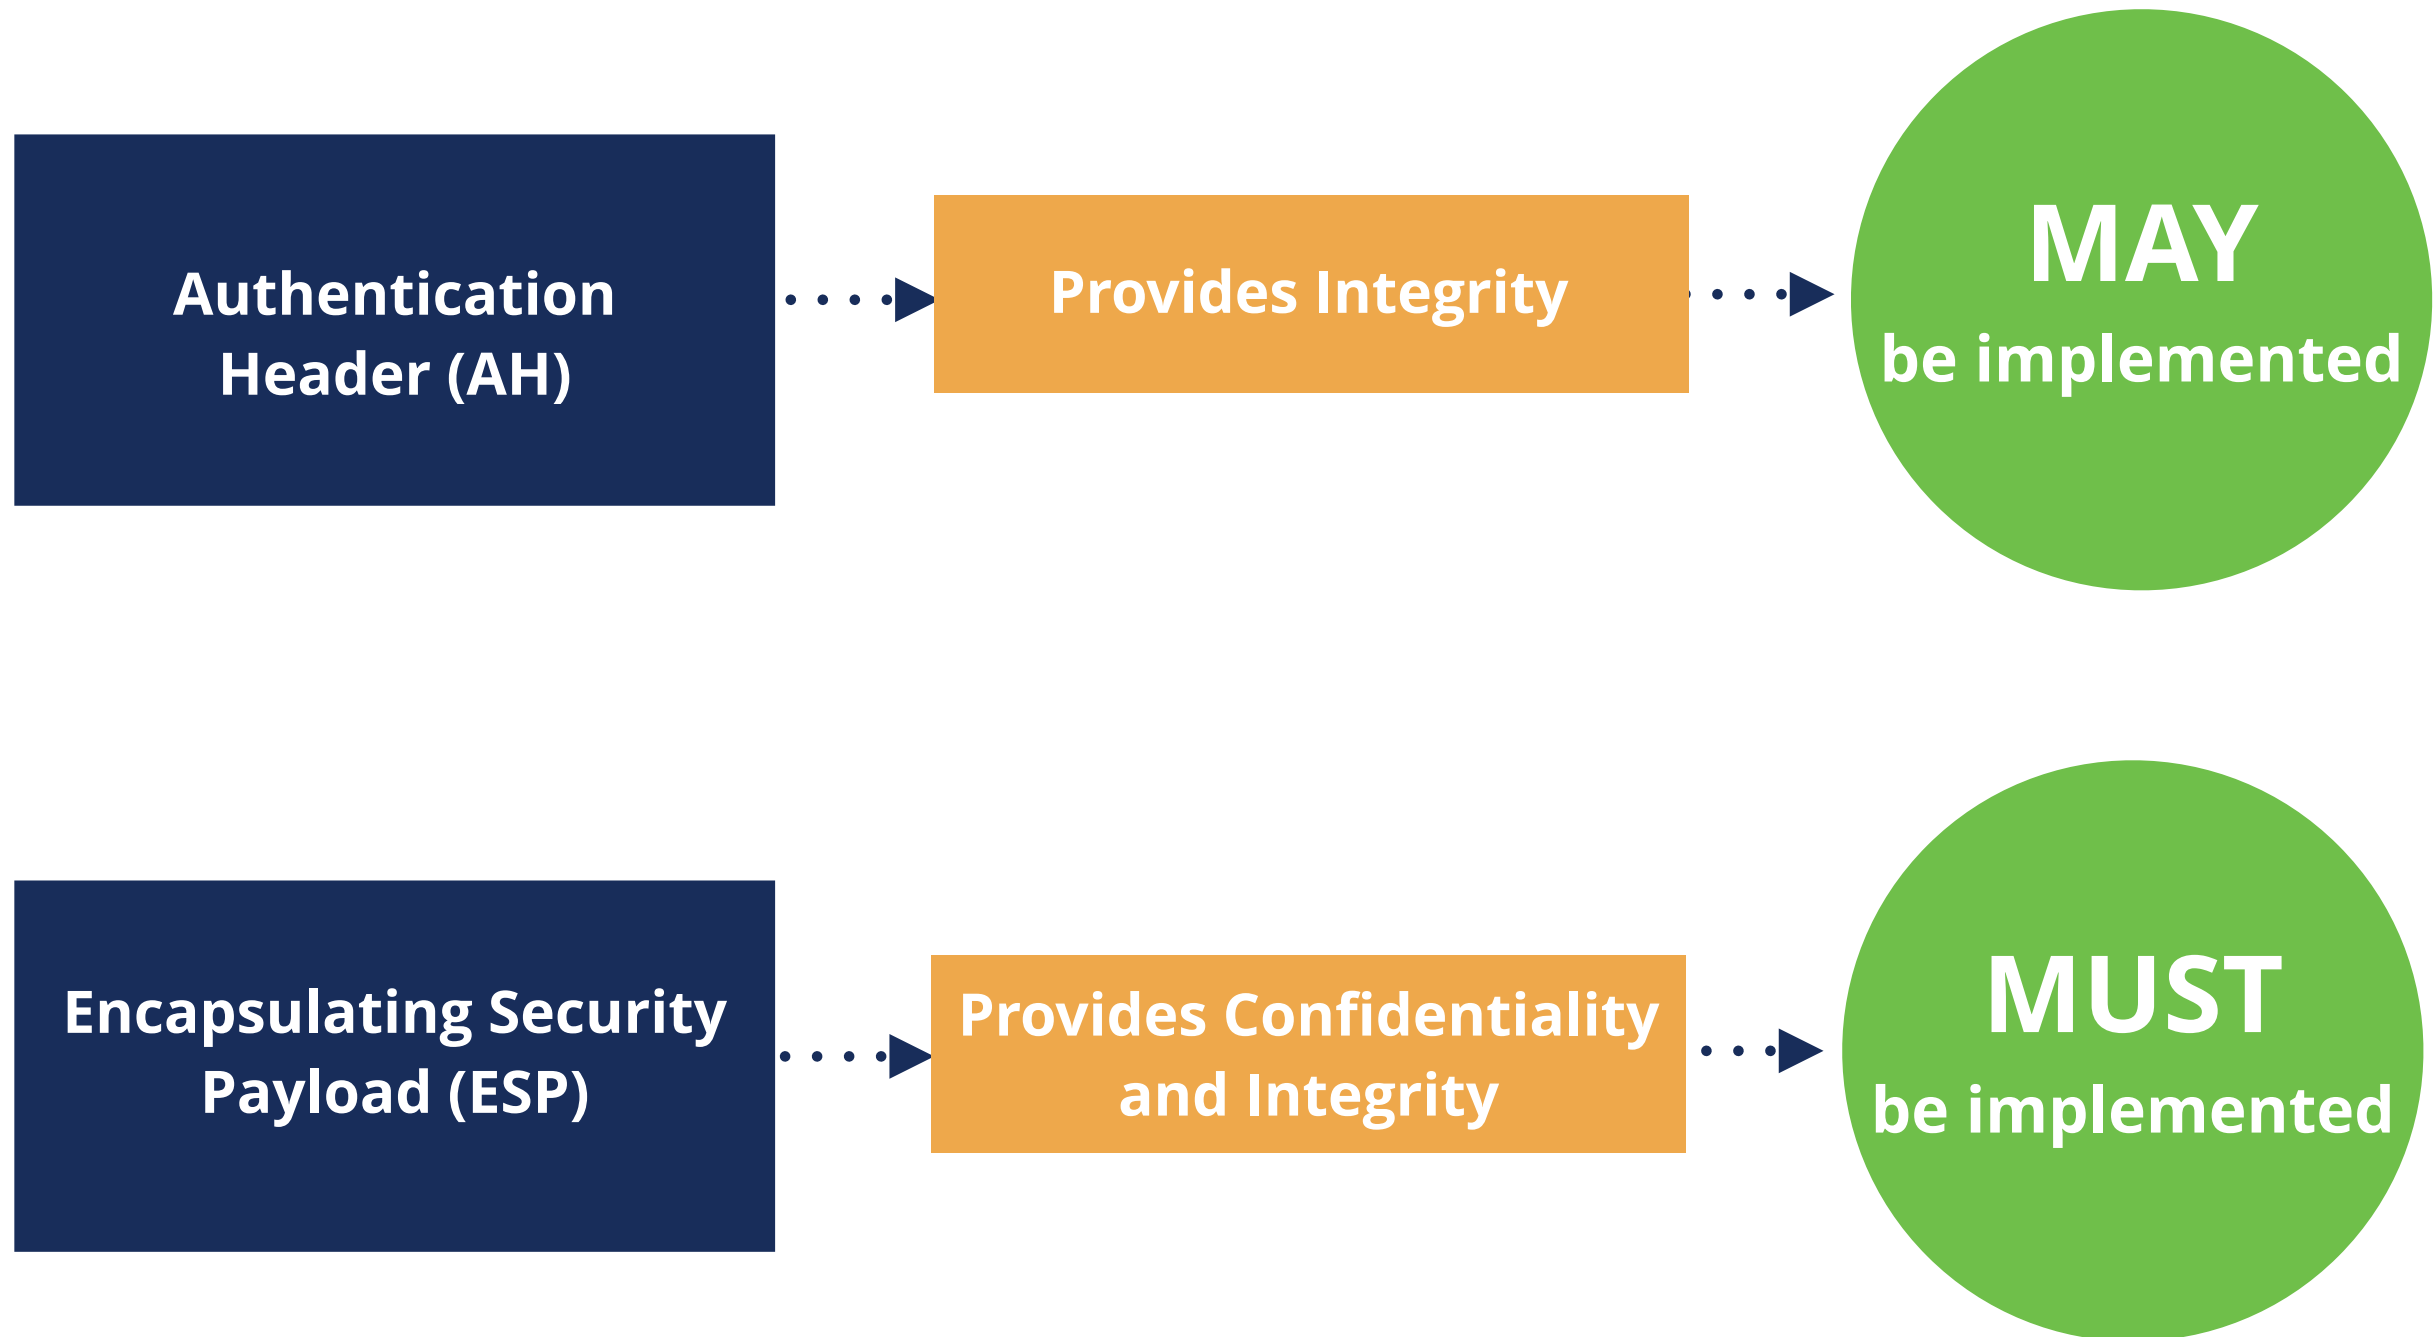 Authentication
Header (AH)
Provides Integrity
MAY
be implemented
Encapsulating Security
Payload (ESP)
Provides Confidentiality
and Integrity
MUST
be implemented